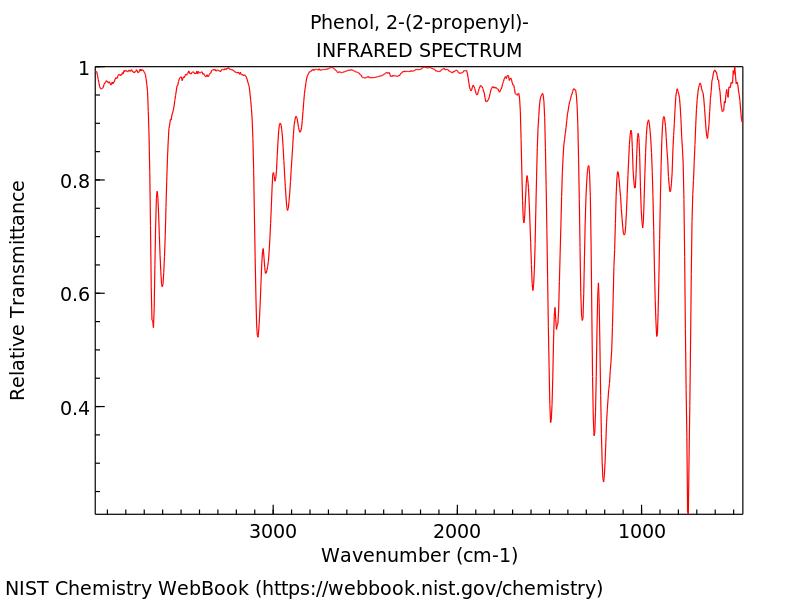 Phenol, 2-(2-propenyl)-
INFRARED SPECTRUM
1
0.8
0.6
0.4
Relative Transmittance
3000
2000
1000
Wavenumber (cm-1)
NIST Chemistry WebBook (https://webbook.nist.gov/chemistry)